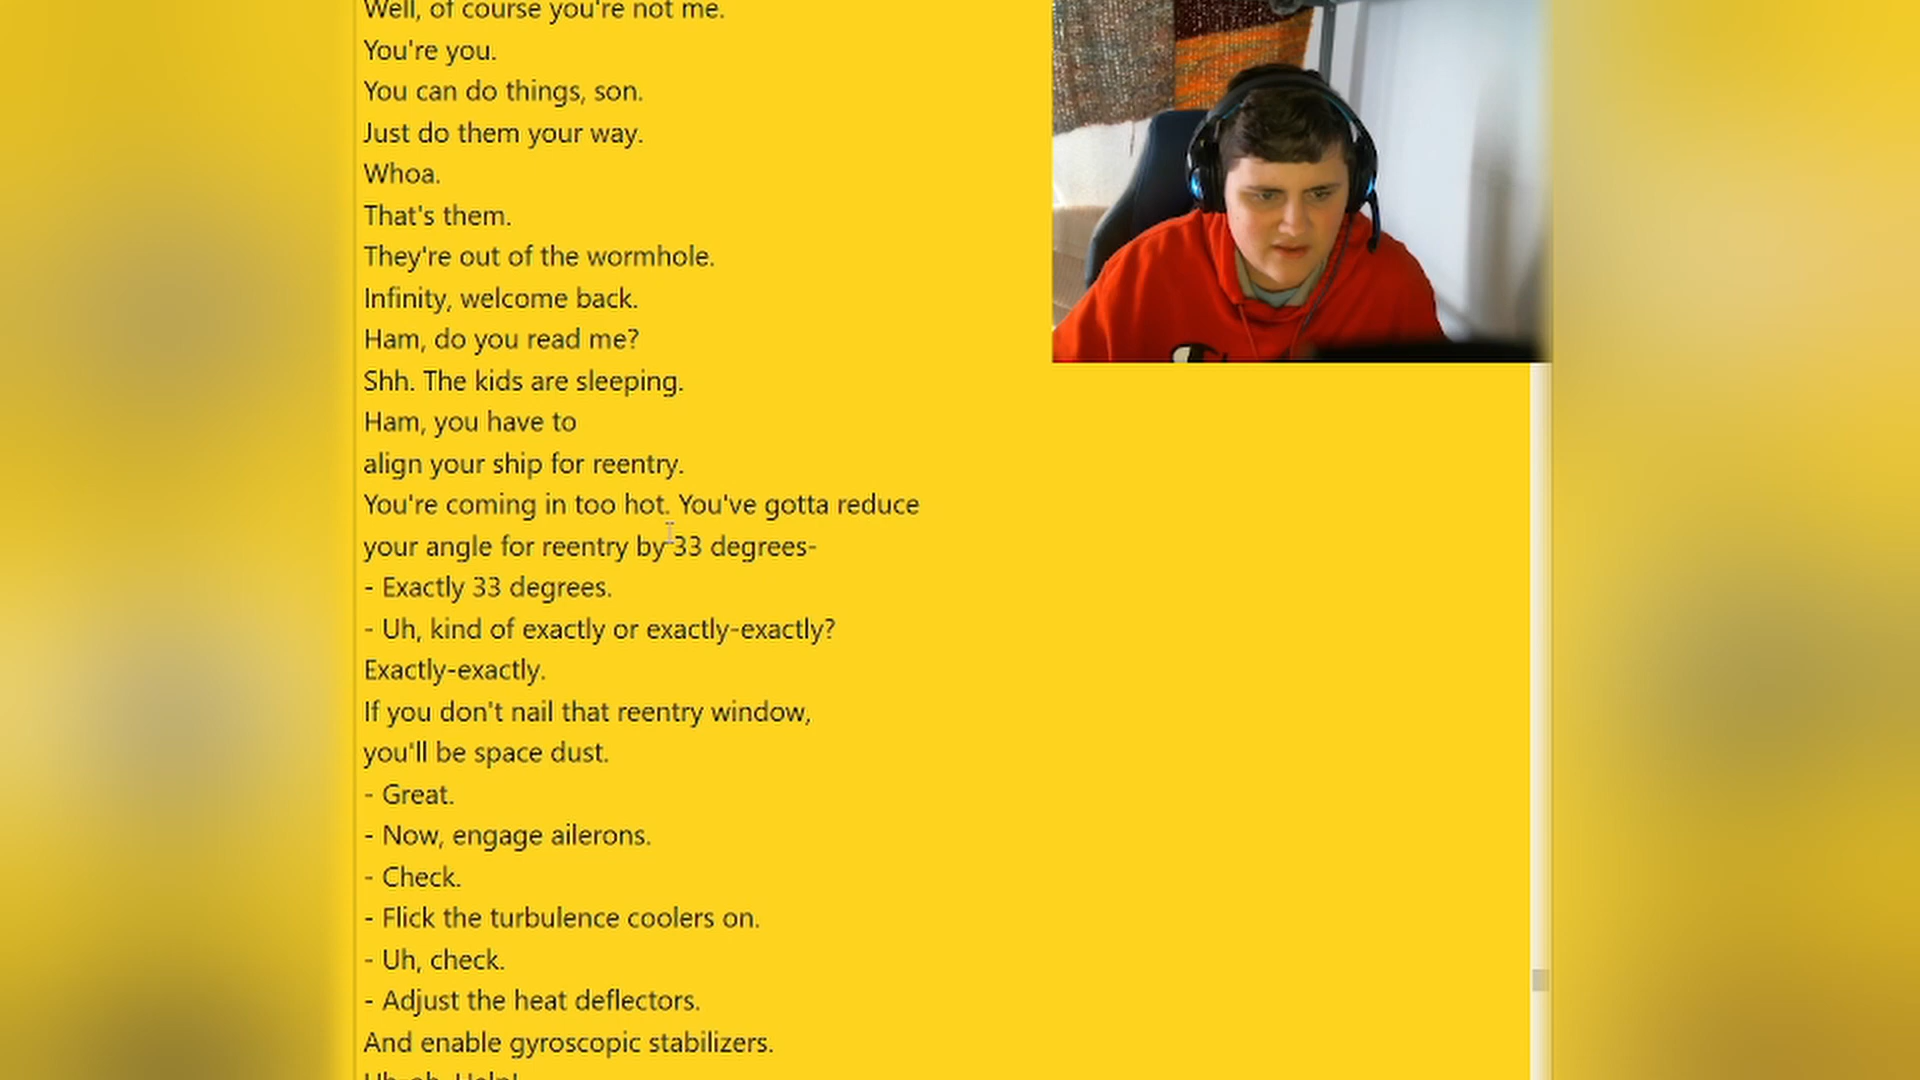 Well, of course you're not me.
You're you.
You can do things, son.
Just do them your way.
Whoa.
That's them.
They're out of the wormhole.
Infinity, welcome back.
Ham, do you read me?
Shh. The kids are sleeping.
Ham, you have to
align your ship for reentry.
You're coming in too hot. You've gotta reduce
your angle for reentry by 33 degrees-
- Exactly 33 degrees.
- Uh, kind of exactly or exactly-exactly?
Exactly-exactly.
If you don't nail that reentry window,
you'll be space dust.
- Great.
- Now, engage ailerons.
- Check.
- Flick the turbulence coolers on.
- Uh, check.
- Adjust the heat deflectors.
And enable gyroscopic stabilizers.